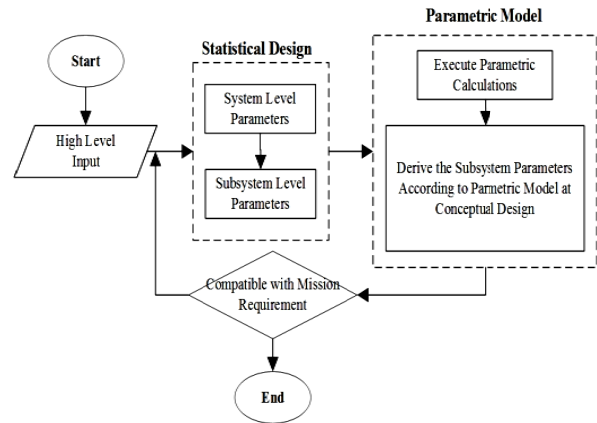 Parametric Model
Statistical Design
Start
Execute Parametric
Calculations
System Level
Parameters
High Level
Input
Derive the Subsystem Parameters
According to Parmetric Model at
Conceptual Design
Subsystem Level
Parameters
Compatible with Mission
Requirement
End